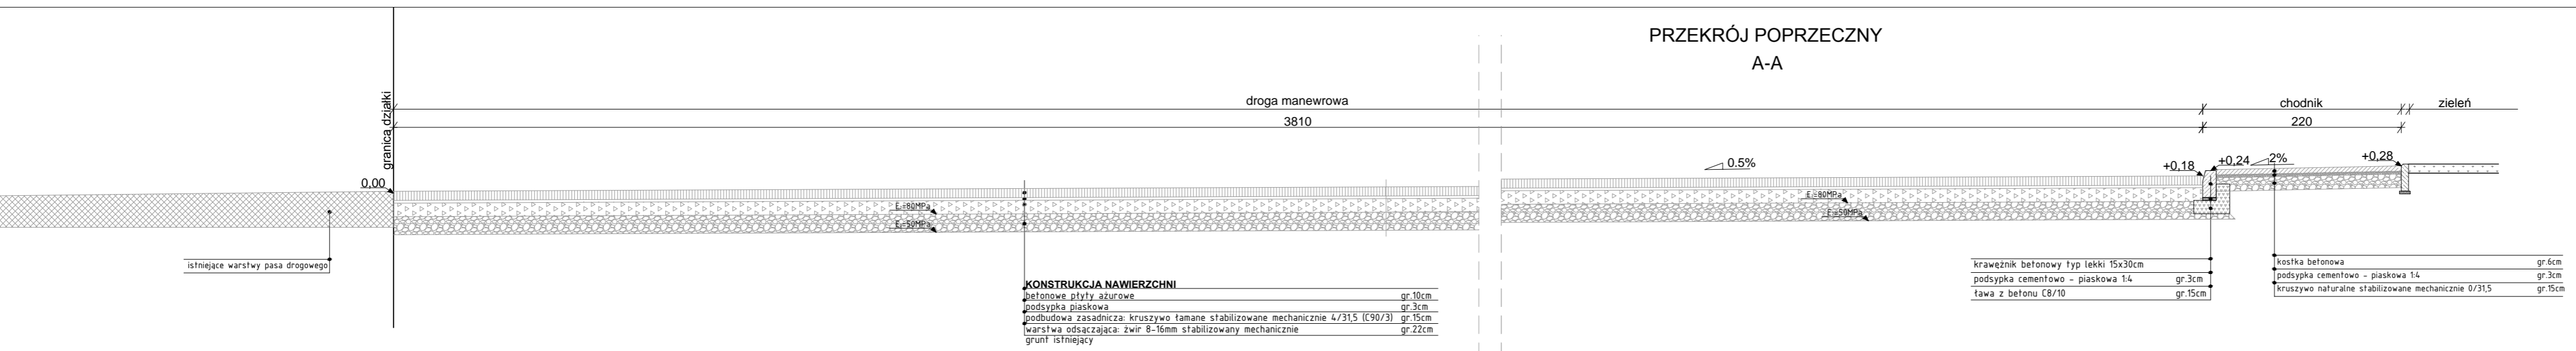 PRZEKRÓJ POPRZECZNY
A-A
granica działki
droga manewrowa
chodnik
zieleń
3810
220
0,00
0.5%
+0,18
+0,24
2%
+0,28
E₂=80MPa
E₂=50MPa
E₂=80MPa
E₂=50MPa
istniejące warstwy pasa drogowego
KONSTRUKCJA NAWIERZCHNI
betonowe płyty ażurowe gr.10cm
podsypka piaskowa gr.3cm
podbudowa zasadnicza: kruszywo łamane stabilizowane mechanicznie 4/31,5 (C90/3) gr.15cm
warstwa odsączająca: żwir 8-16mm stabilizowany mechanicznie gr.22cm
grunt istniejący
krawężnik betonowy typ lekki 15x30cm
podsypka cementowo - piaskowa 1:4 gr.3cm
ława z betonu C8/10 gr.15cm
kostka betonowa gr.6cm
podsypka cementowo - piaskowa 1:4 gr.3cm
kruszywo naturalne stabilizowane mechanicznie 0/31,5 gr.15cm